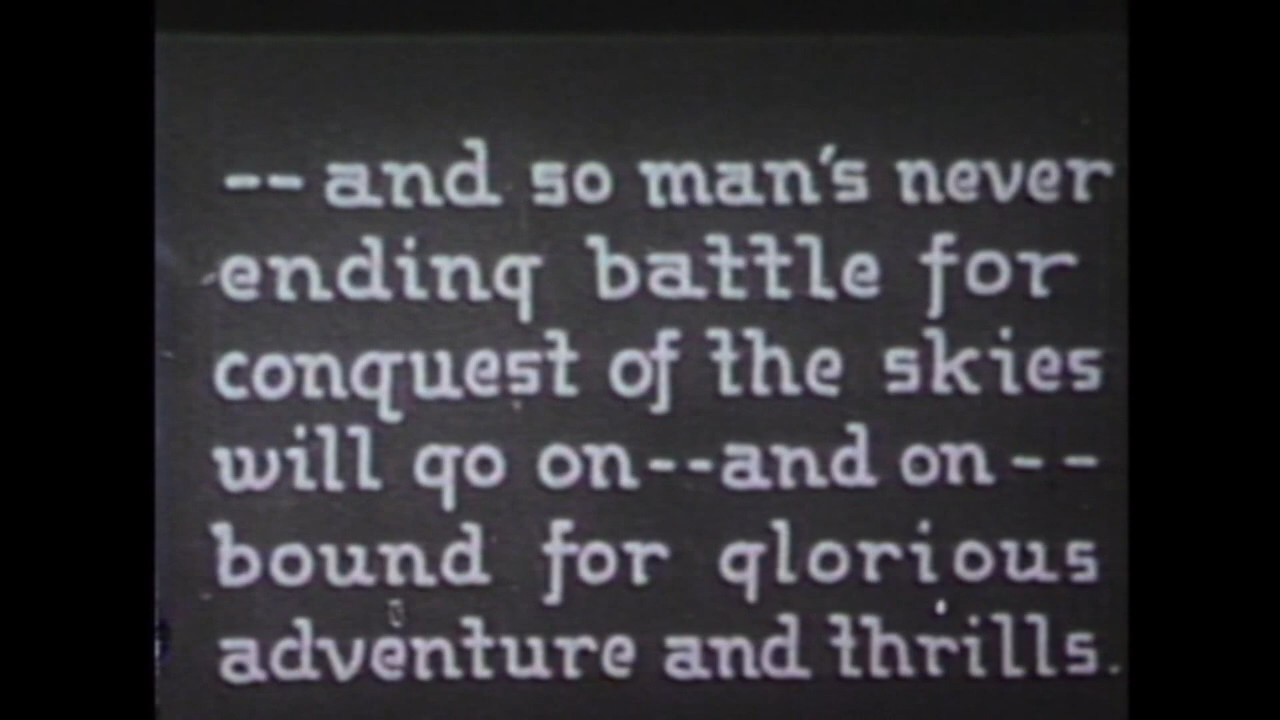 -- and so man's never
ending battle for
conquest of the skies
will go on--and on--
bound for glorious
adventure and thrills.